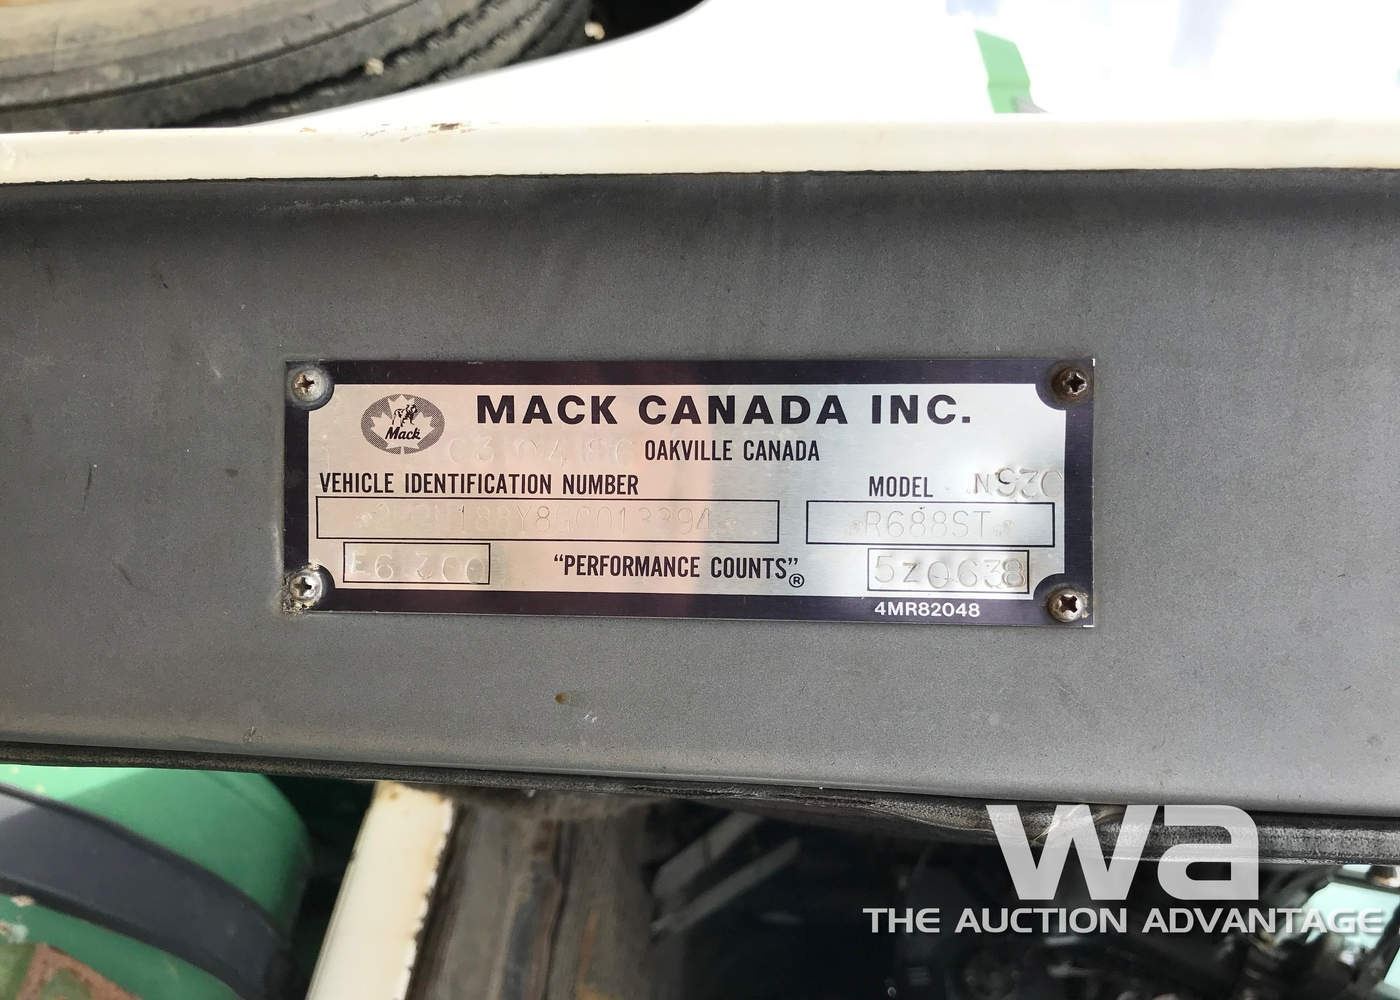 MACK CANADA INC.
Mack
OAKVILLE CANADA
VEHICLE IDENTIFICATION NUMBER
MODEL N93C
R688ST
E6 300
"PERFORMANCE COUNTS"®
5Z0638
4MR82048
wa
THE AUCTION ADVANTAGE